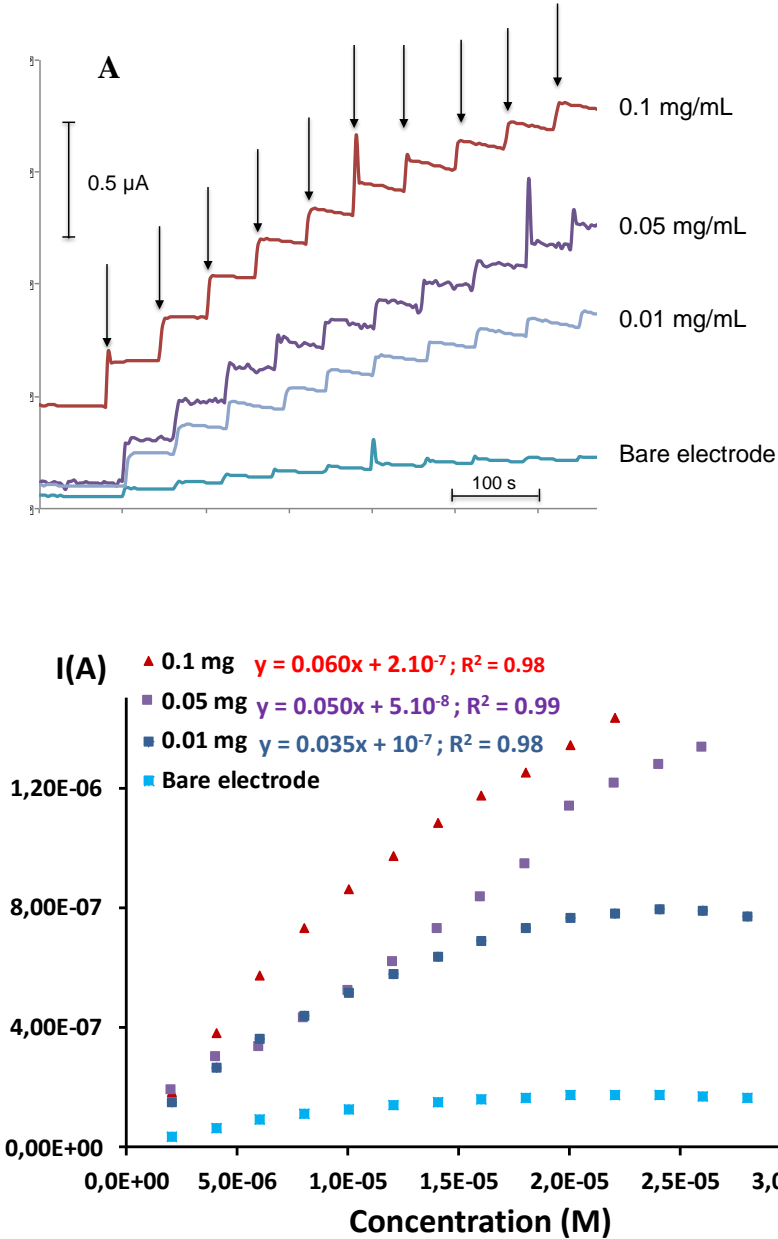 A
0.1 mg/mL
0.5 µA
0.05 mg/mL
0.01 mg/mL
Bare electrode
100 s
I(A)
0.1 mg y = 0.060x + 2.10⁻⁷ ; R² = 0.98
0.05 mg y = 0.050x + 5.10⁻⁸ ; R² = 0.99
0.01 mg y = 0.035x + 10⁻⁷ ; R² = 0.98
Bare electrode
1,20E-06
8,00E-07
4,00E-07
0,00E+00
0,0E+00 5,0E-06 1,0E-05 1,5E-05 2,0E-05 2,5E-05 3,0
Concentration (M)